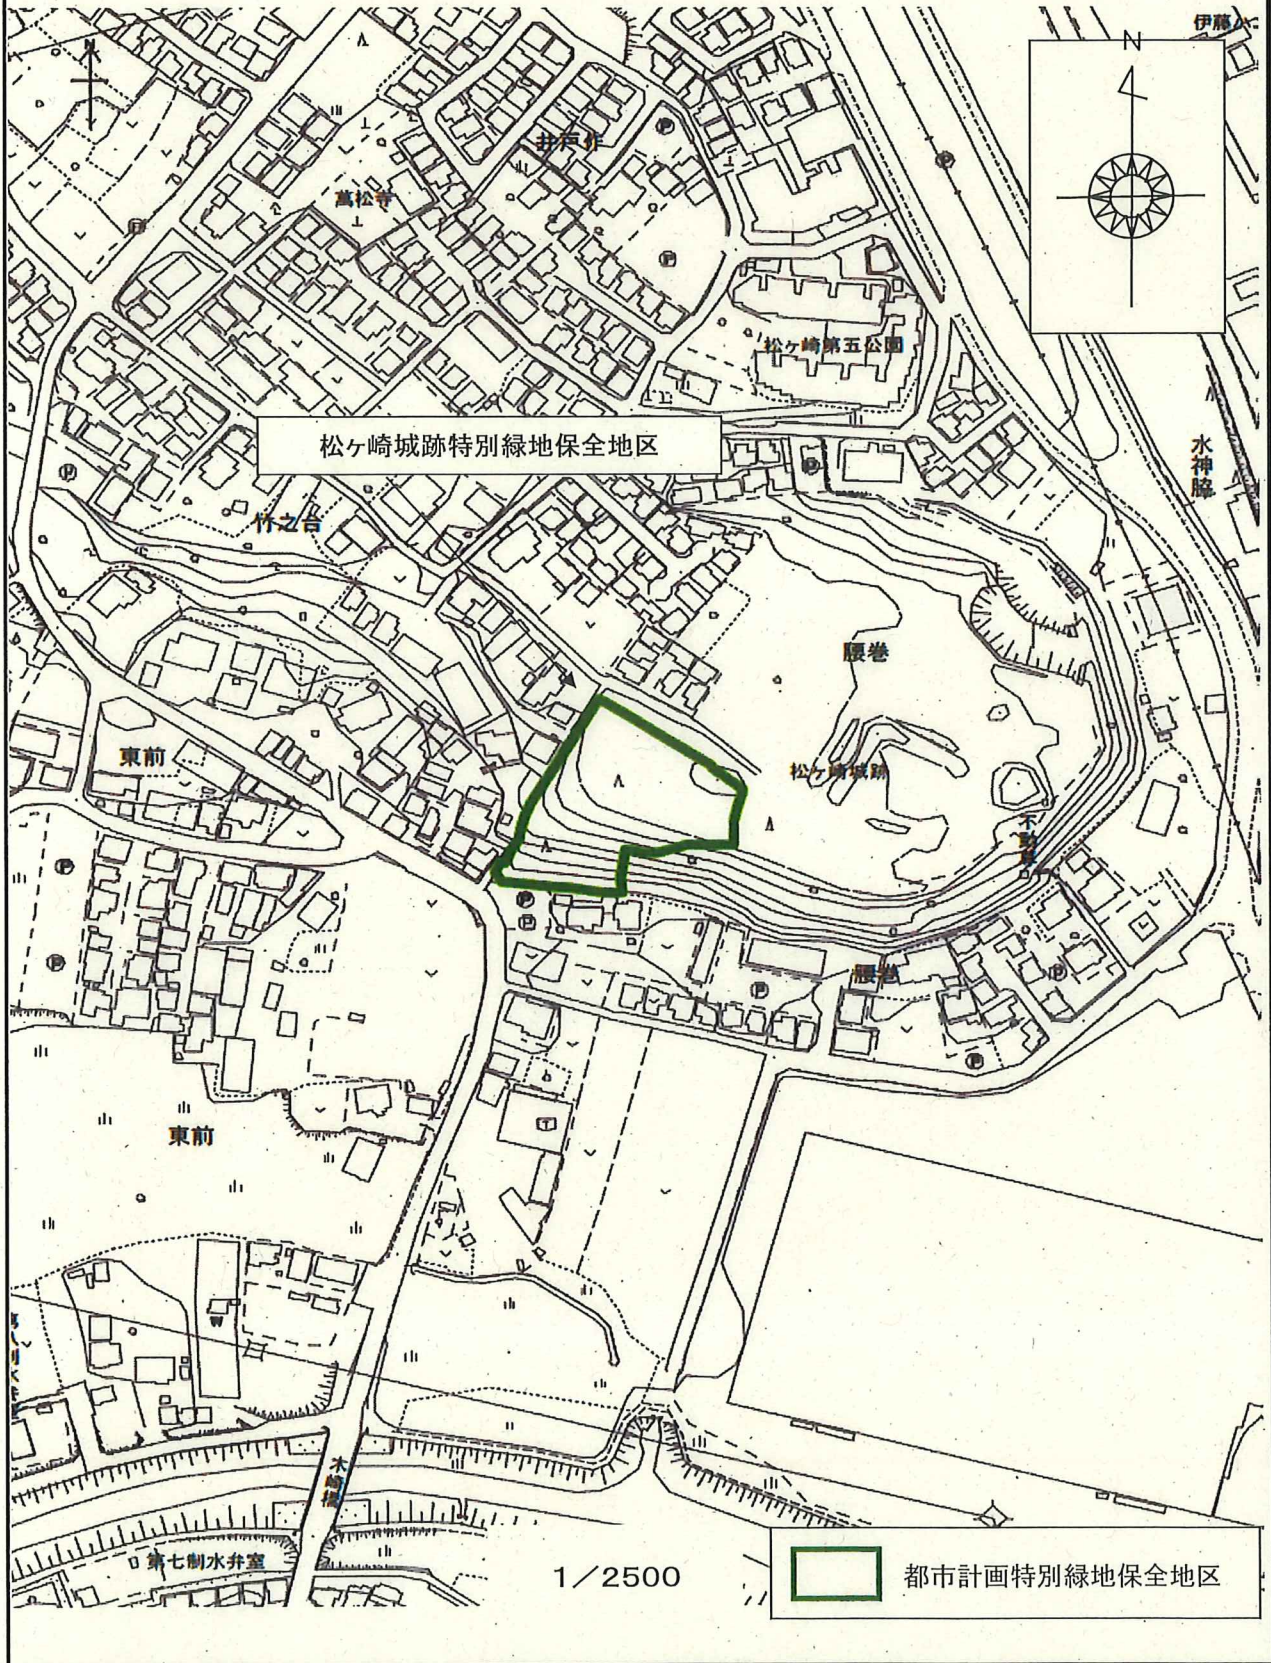 伊藤ハ
N
N
井戸作
萬松寺
松ヶ崎第五公園
松ヶ崎城跡特別緑地保全地区
水神脇
竹之台
腰巻
東前
松ヶ崎城跡
不動尊
腰巻
東前
W
木崎橋
第七制水弁室
1/2500
都市計画特別緑地保全地区